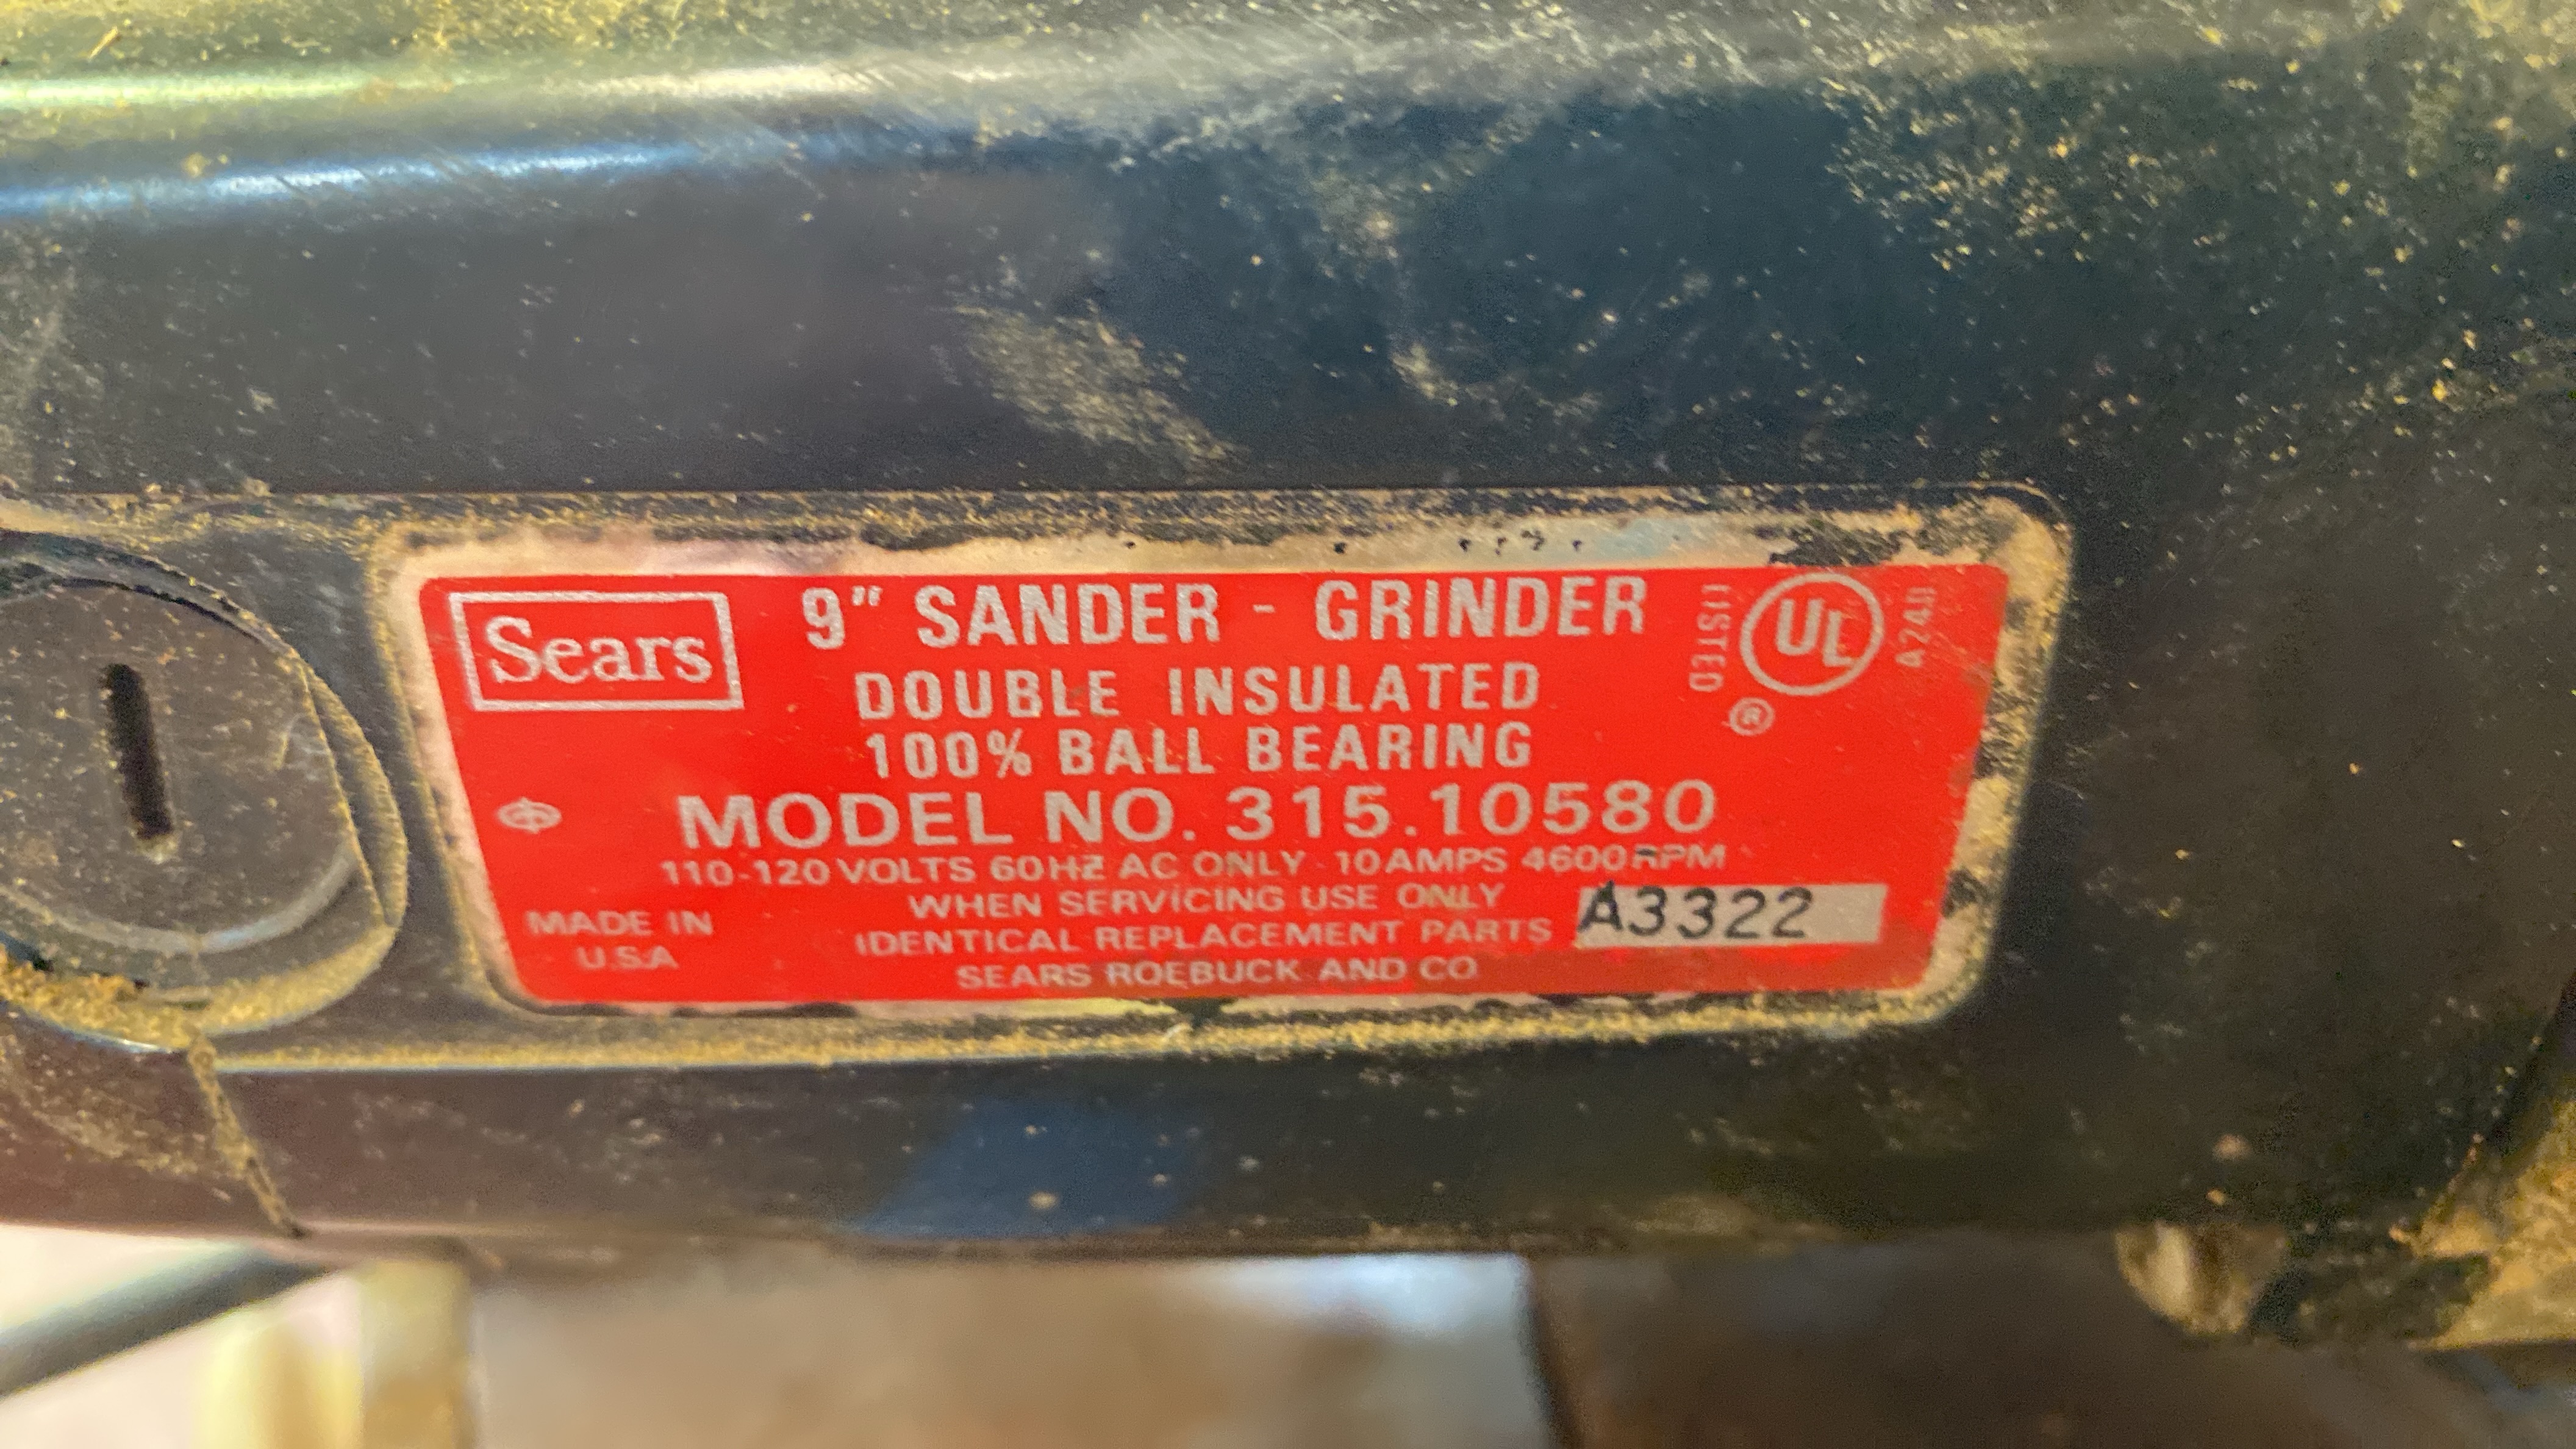 Sears
9" SANDER - GRINDER
DOUBLE INSULATED
100% BALL BEARING
LISTED
UL
®
MODEL NO. 315.10580
110-120 VOLTS 60HZ AC ONLY 10 AMPS 4600 RPM
WHEN SERVICING USE ONLY
IDENTICAL REPLACEMENT PARTS
A3322
SEARS ROEBUCK AND CO
MADE IN
U.S.A